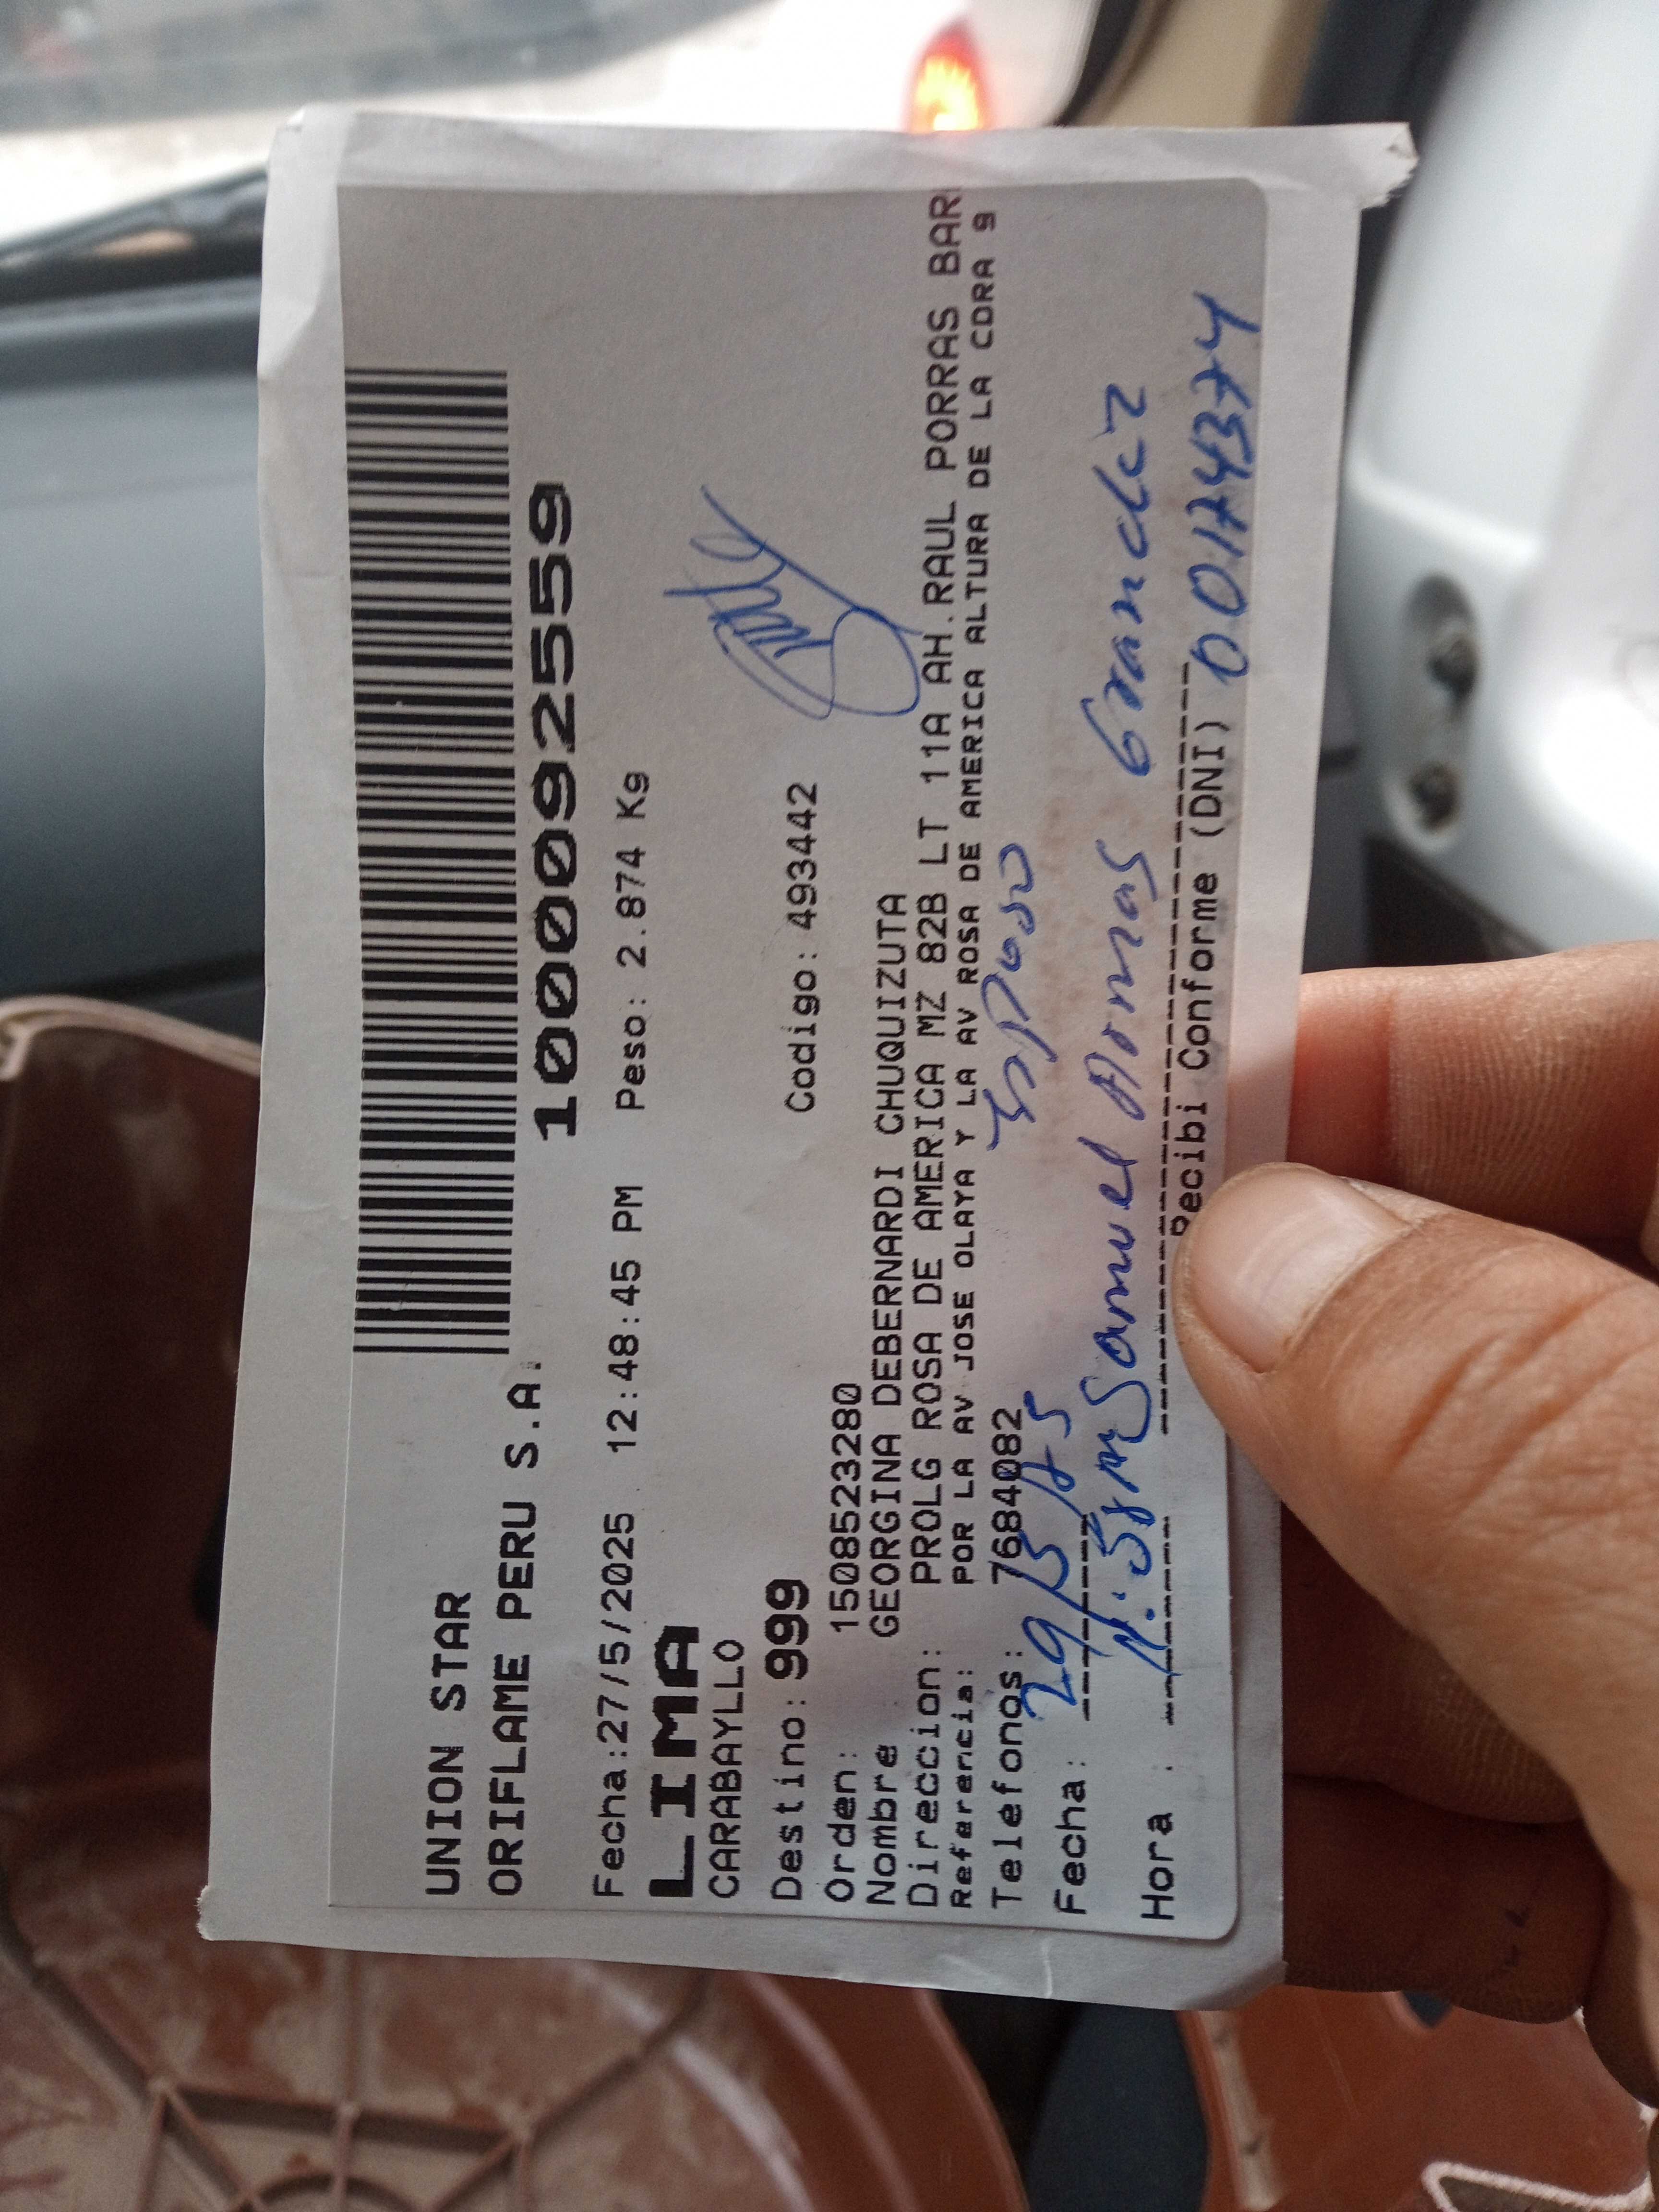 UNION STAR
ORIFLAME PERU S.A.
1000092559
Fecha:27/5/2025 12:48:45 PM Peso: 2.874 Kg
LIMA
CARABAYLLO
Destino: 999 Codigo: 493442
Orden: 1508523280
Nombre GEORGINA DEBERNARDI CHUQUIZUTA
Direccion: PROLG ROSA DE AMERICA MZ 82B LT 11A AH.RAUL PORRAS BAR
Referencia: POR LA AV JOSE OLAYA Y LA AV ROSA DE AMERICA ALTURA DE LA CDRA 9
Telefonos: 7684082
Esposo
Fecha: 29/5/25
Samuel Armas Grandez
Hora :
Recibi Conforme (DNI) 00174374